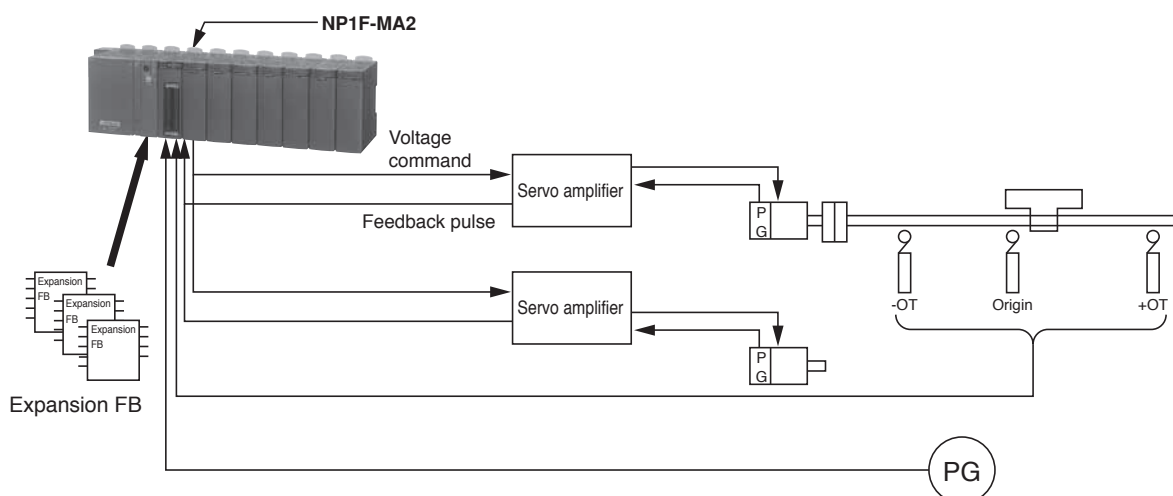 NP1F-MA2
Voltage
command
Servo amplifier
Feedback pulse
P
G
-OT
Origin
+OT
Expansion
FB
Expansion
FB
Expansion
FB
Expansion FB
Servo amplifier
P
G
PG